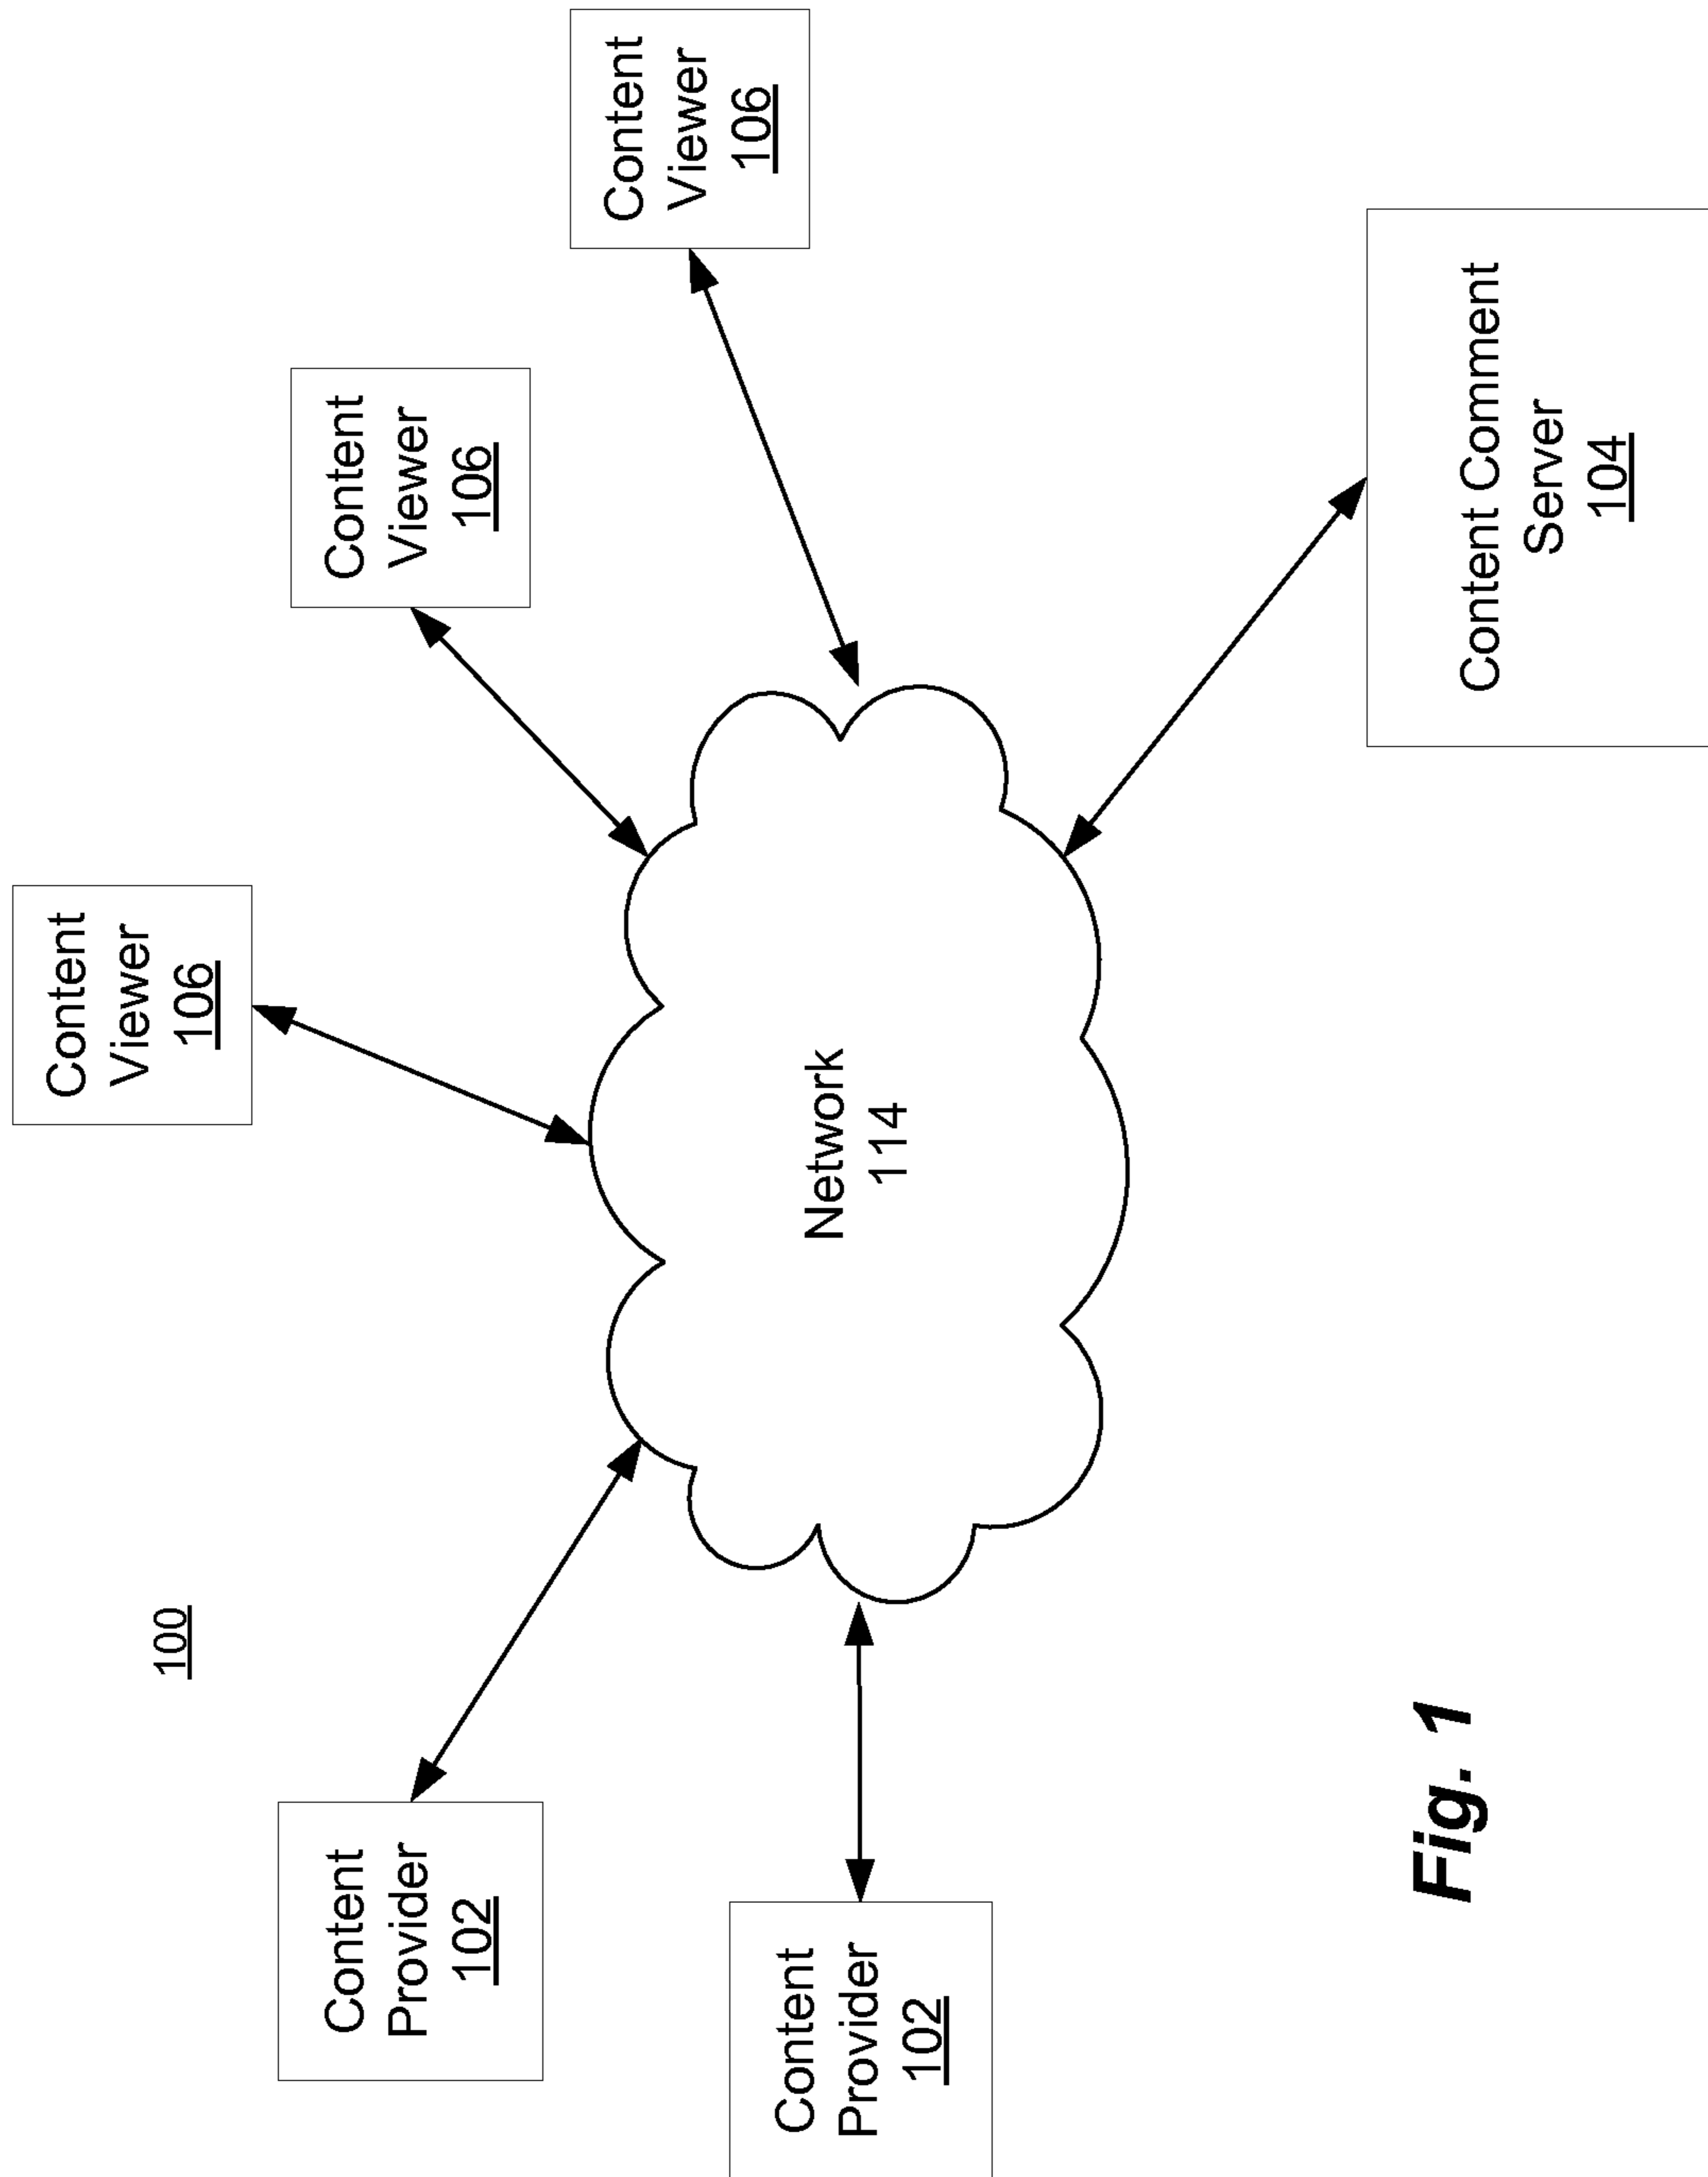 100
Content
Viewer
106
Content
Viewer
106
Content
Viewer
106
Content
Provider
102
Content
Provider
102
Network
114
Content Comment
Server
104
Fig. 1